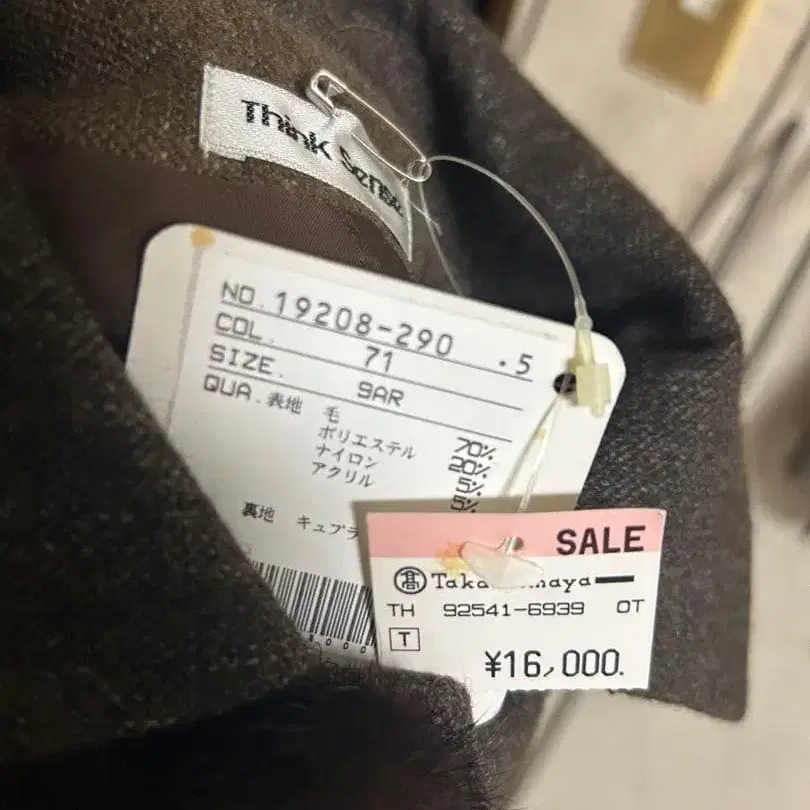 Think Sense
NO. 19208-290 .5
COL. 71
SIZE. 9AR
QUA. 表地 毛 70%
ポリエステル 20%
ナイロン 5%
アクリル 5%
裏地 キュプラ
SALE
髙 Takashimaya
TH 92541-6939 OT
T
¥16,000.